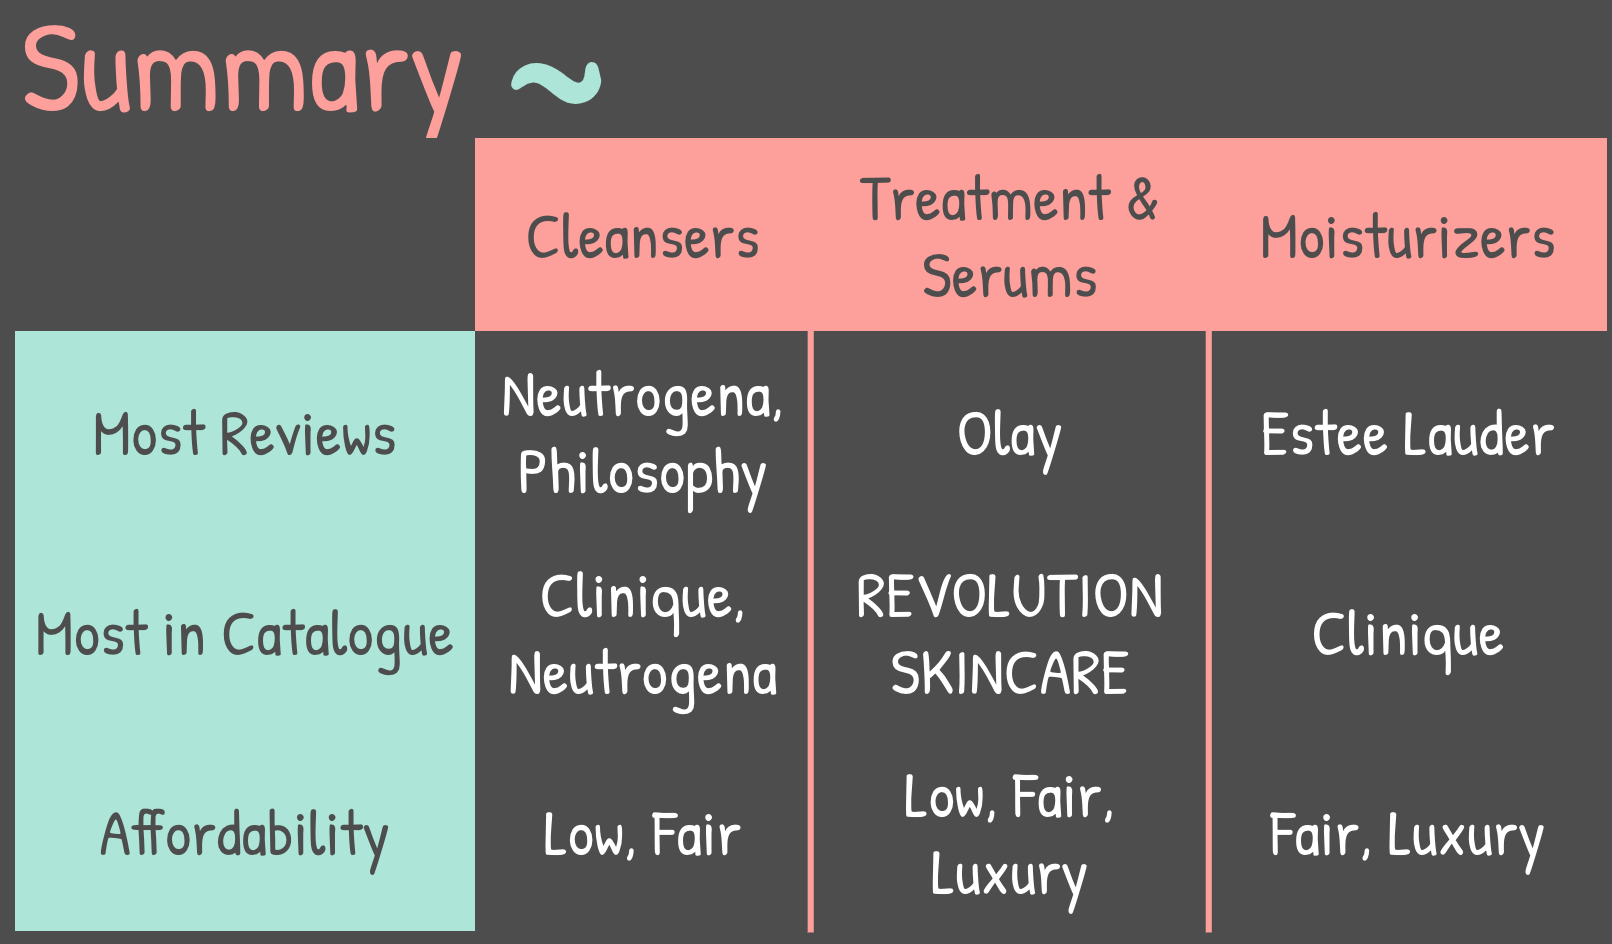 Summary ~
Cleansers
Treatment &
Serums
Moisturizers
Most Reviews
Neutrogena,
Philosophy
Olay
Estee Lauder
Most in Catalogue
Clinique,
Neutrogena
REVOLUTION
SKINCARE
Clinique
Affordability
Low, Fair
Low, Fair,
Luxury
Fair, Luxury